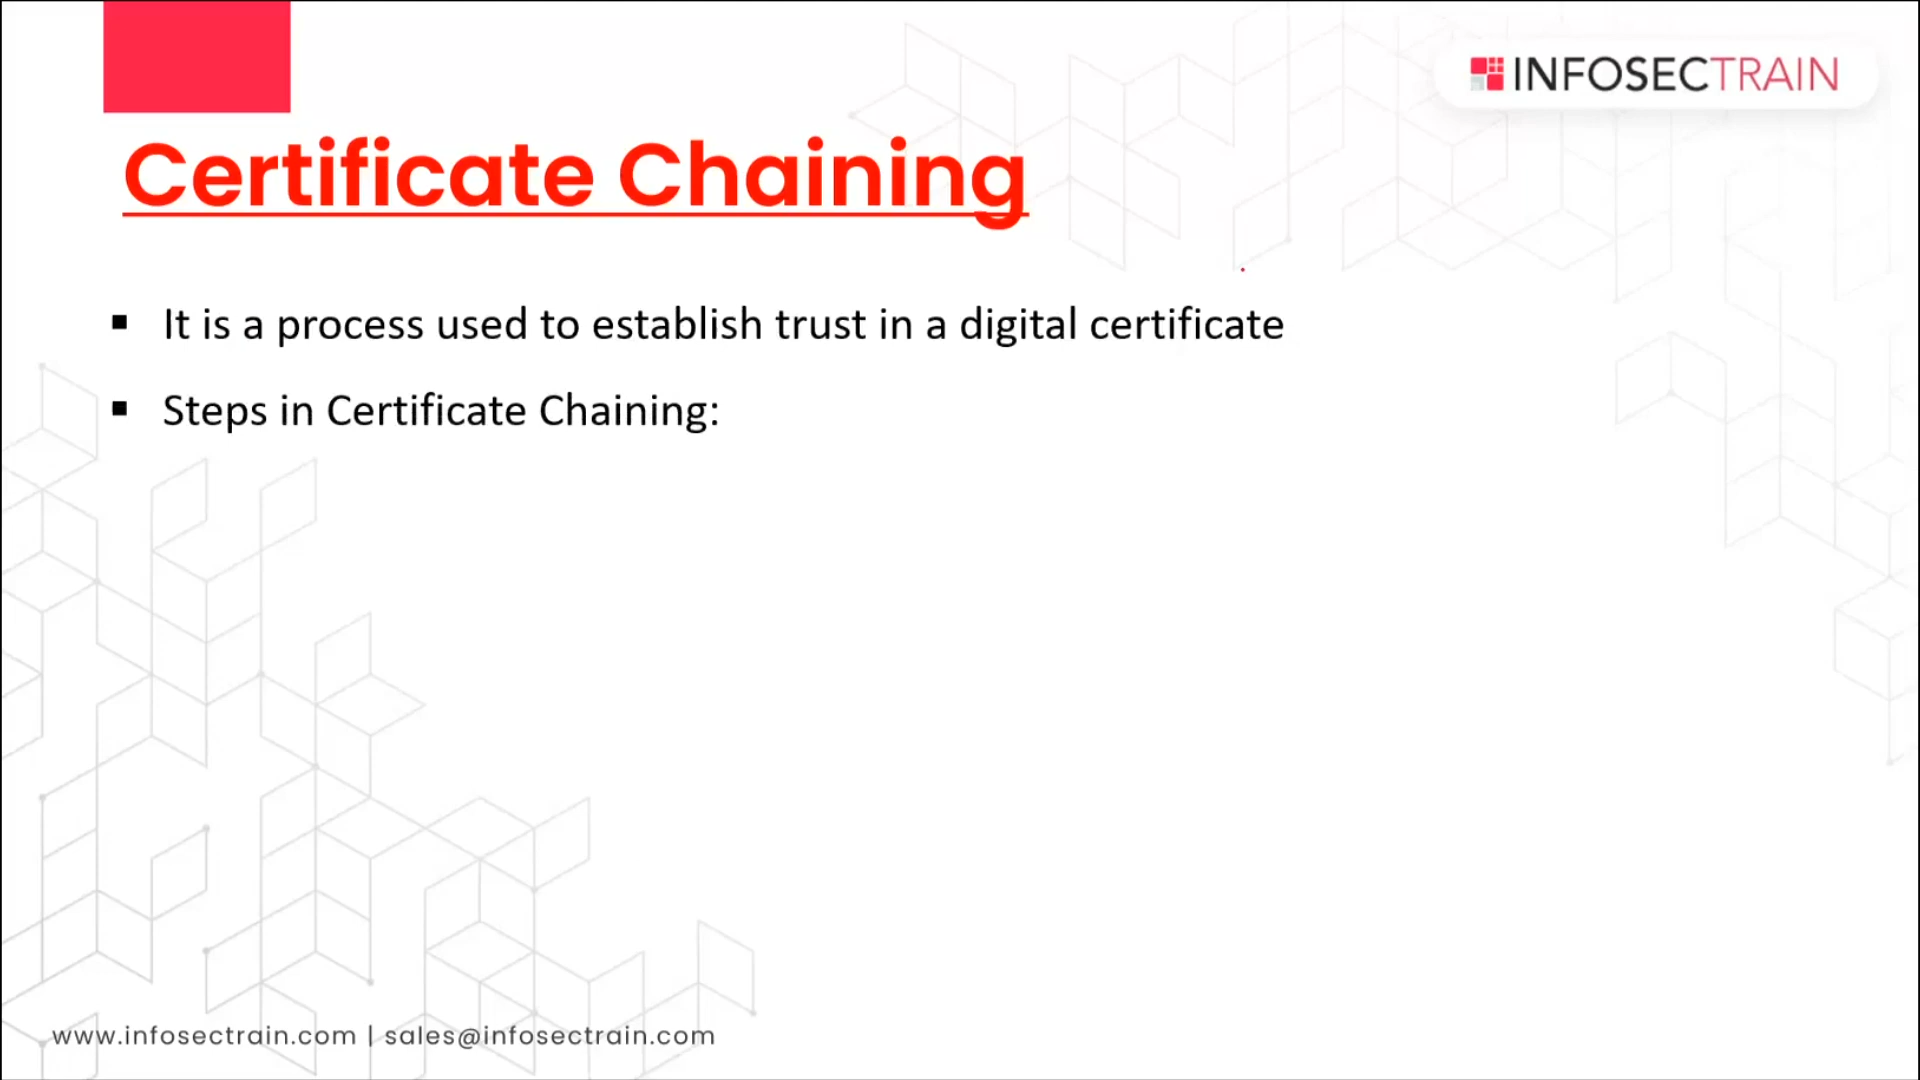 INFOSECTRAIN
Certificate Chaining
▪ It is a process used to establish trust in a digital certificate
▪ Steps in Certificate Chaining:
www.infosectrain.com | sales@infosectrain.com